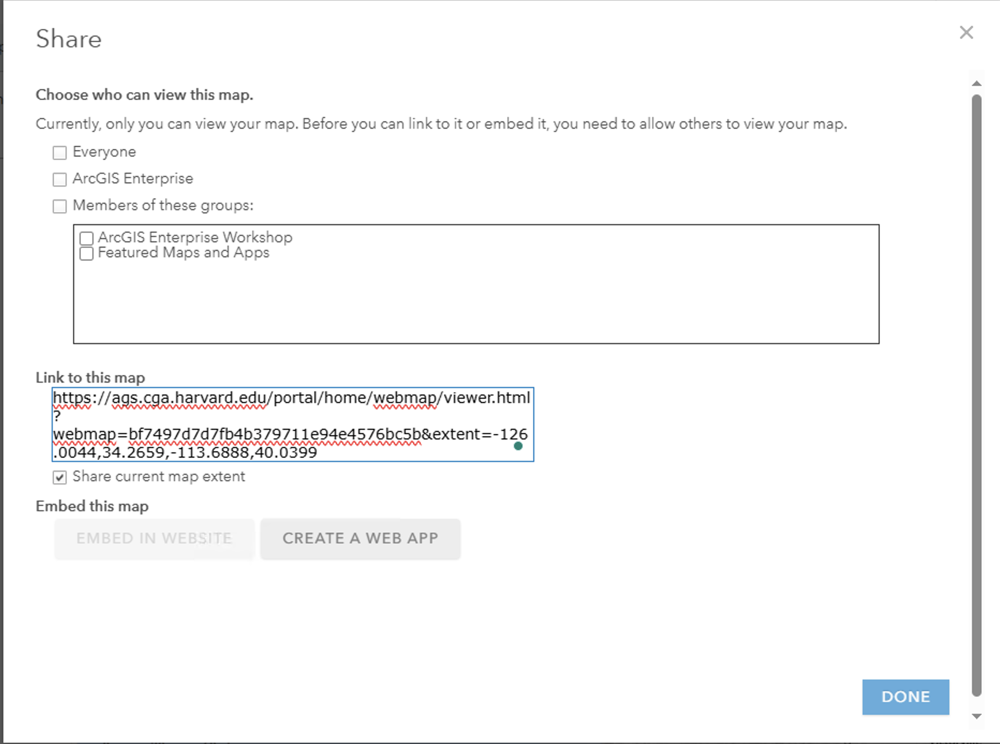 Share
Choose who can view this map.
Currently, only you can view your map. Before you can link to it or embed it, you need to allow others to view your map.
Everyone
ArcGIS Enterprise
Members of these groups:
ArcGIS Enterprise Workshop
Featured Maps and Apps
Link to this map
https://ags.cga.harvard.edu/portal/home/webmap/viewer.html
?
webmap=bf7497d7d7fb4b379711e94e4576bc5b&extent=-126
.0044,34.2659,-113.6888,40.0399
Share current map extent
Embed this map
EMBED IN WEBSITE
CREATE A WEB APP
DONE